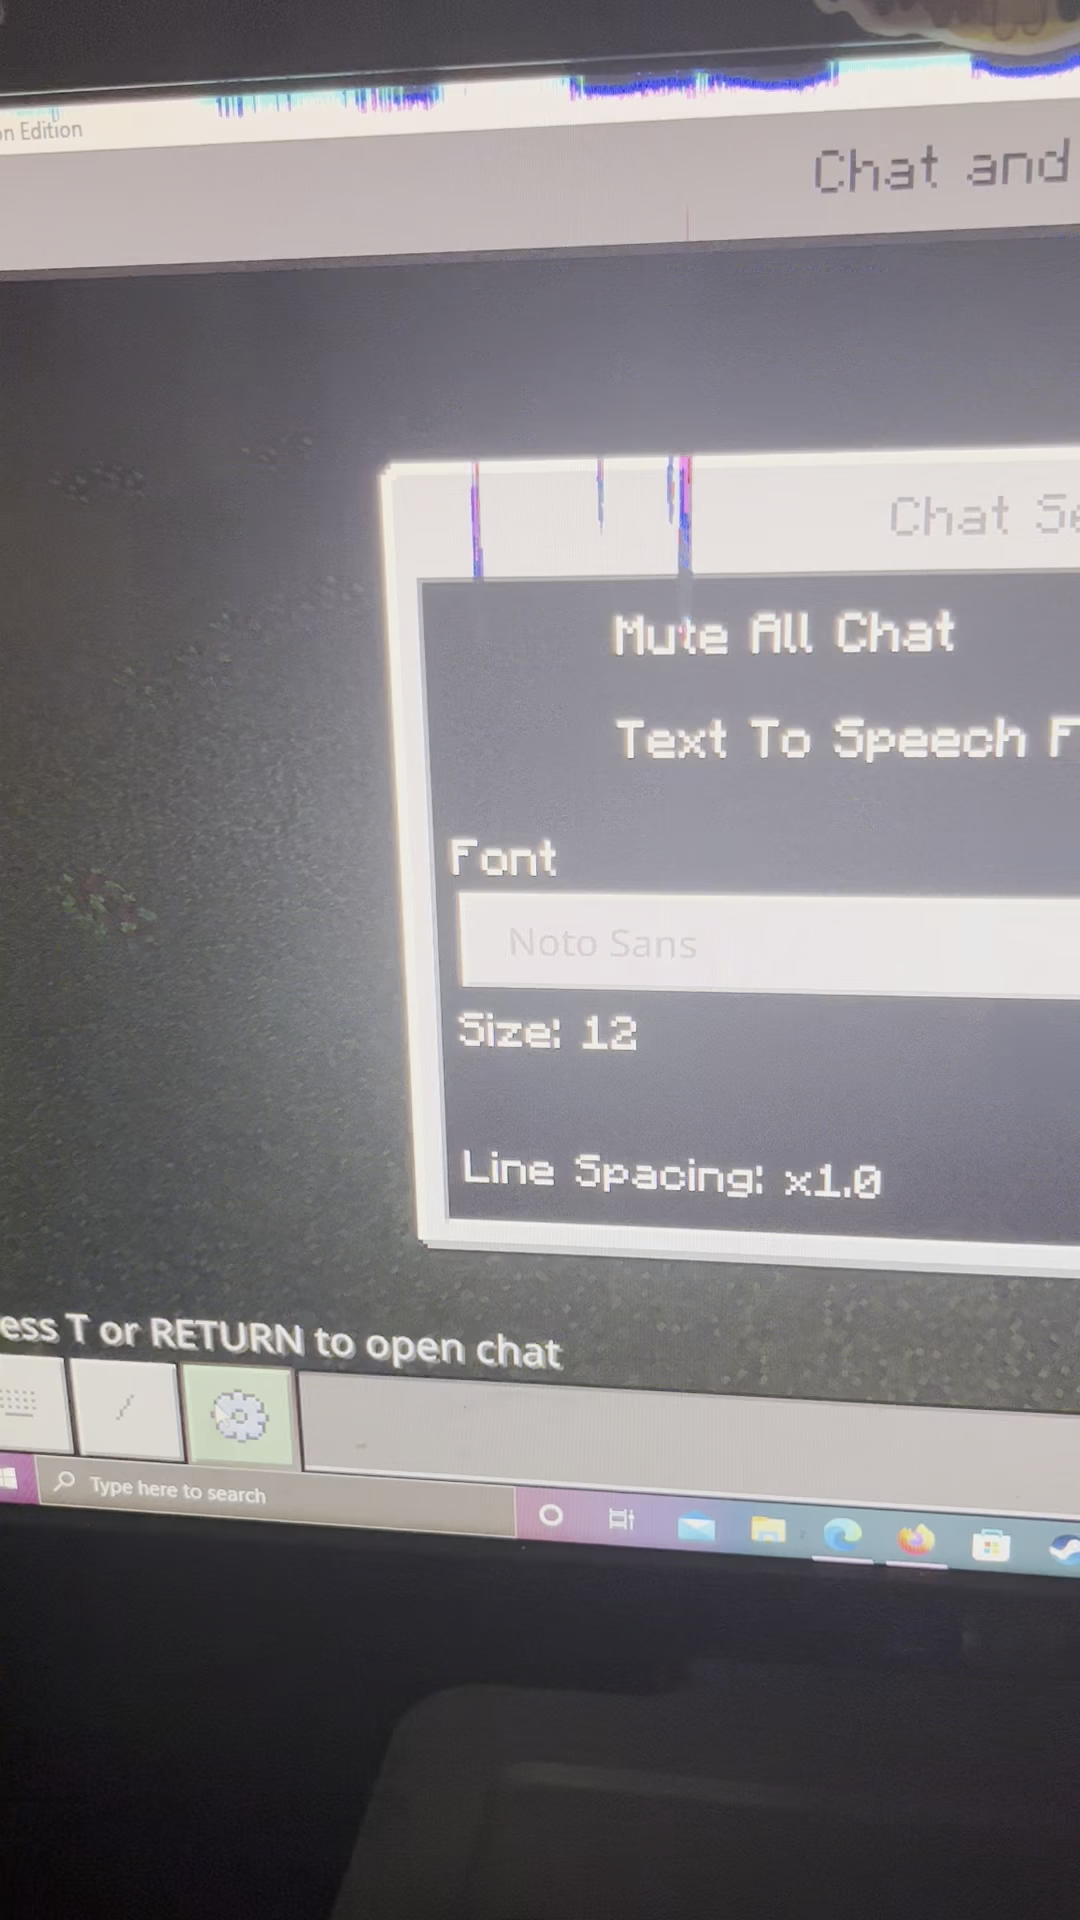 on Edition
Chat and
Chat Se
Mute All Chat
Text To Speech F
Font
Noto Sans
Size: 12
Line Spacing: x1.0
ess T or RETURN to open chat
/
Type here to search